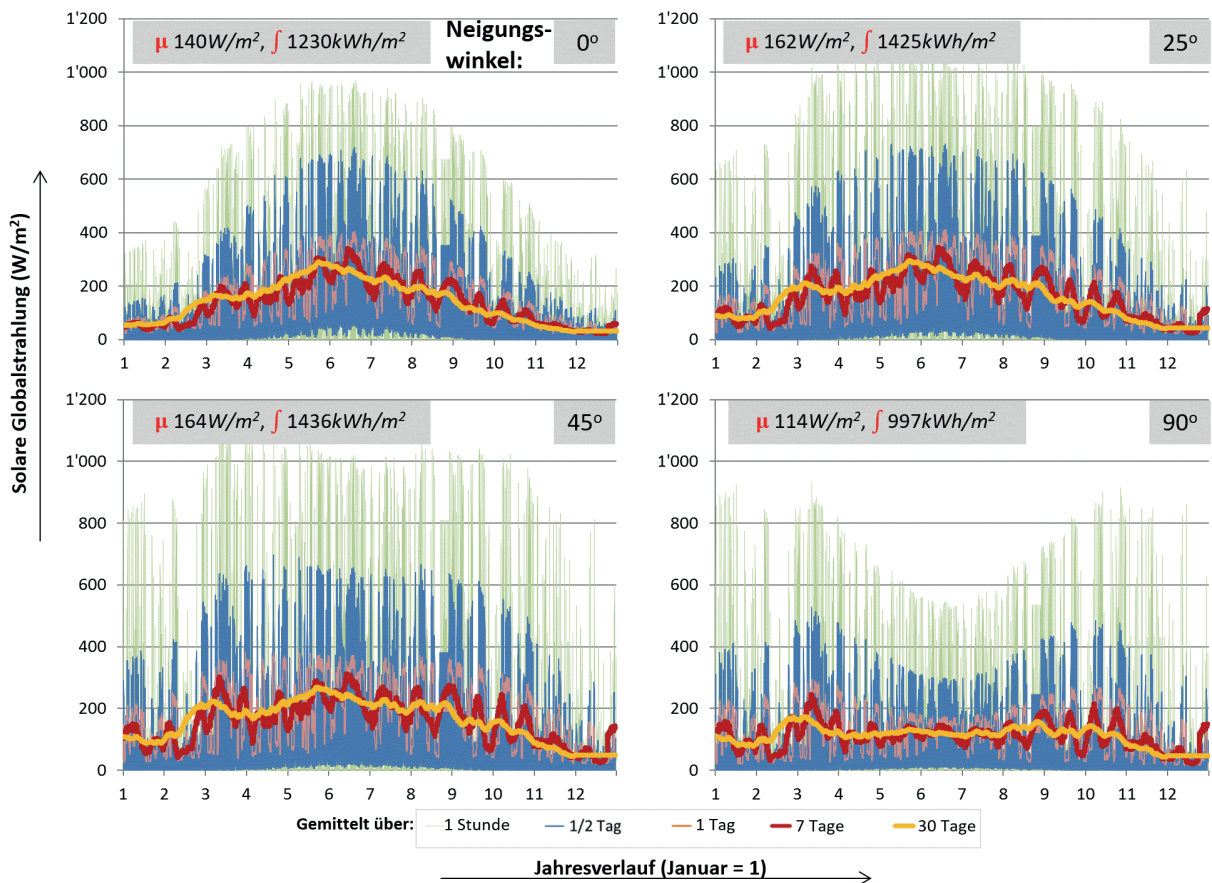 Solare Globalstrahlung (W/m²)
µ 140W/m², ∫ 1230kWh/m²
Neigungs-
winkel:
0°
1'200
1'000
800
600
400
200
0
1 2 3 4 5 6 7 8 9 10 11 12
µ 162W/m², ∫ 1425kWh/m²
25°
1'200
1'000
800
600
400
200
0
1 2 3 4 5 6 7 8 9 10 11 12
µ 164W/m², ∫ 1436kWh/m²
45°
1'200
1'000
800
600
400
200
0
1 2 3 4 5 6 7 8 9 10 11 12
µ 114W/m², ∫ 997kWh/m²
90°
1'200
1'000
800
600
400
200
0
1 2 3 4 5 6 7 8 9 10 11 12
Gemittelt über: 1 Stunde 1/2 Tag 1 Tag 7 Tage 30 Tage
Jahresverlauf (Januar = 1)